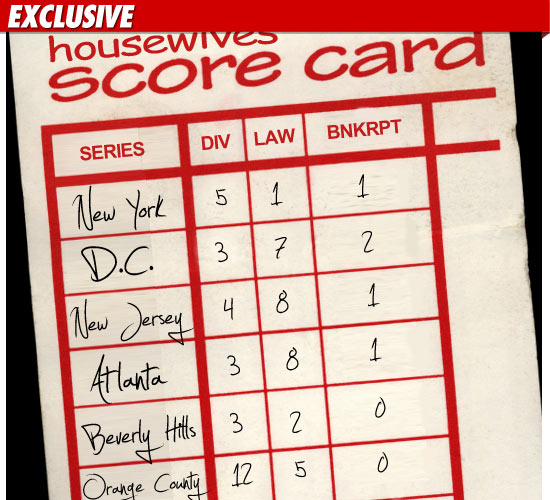 EXCLUSIVE
housewives
score card
SERIES DIV LAW BNKRPT
New York 5 1 1
D.C. 3 7 2
New Jersey 4 8 1
Atlanta 3 8 1
Beverly Hills 3 2 0
Orange County 12 5 0